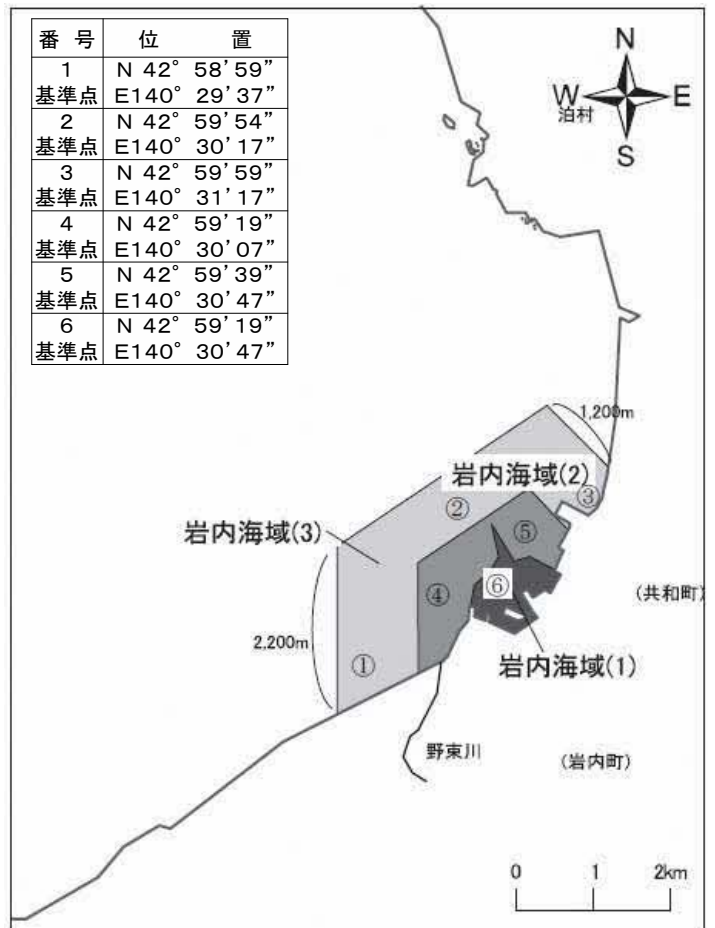 番 号 位 置
1 N 42° 58’59”
基準点 E140° 29’37”
2 N 42° 59’54”
基準点 E140° 30’17”
3 N 42° 59’59”
基準点 E140° 31’17”
4 N 42° 59’19”
基準点 E140° 30’07”
5 N 42° 59’39”
基準点 E140° 30’47”
6 N 42° 59’19”
基準点 E140° 30’47”
N
W E
泊村
S
1,200m
岩内海域(2)
③
②
岩内海域(3)
⑤
⑥
④
(共和町)
2,200m
①
岩内海域(1)
野束川
(岩内町)
0 1 2km